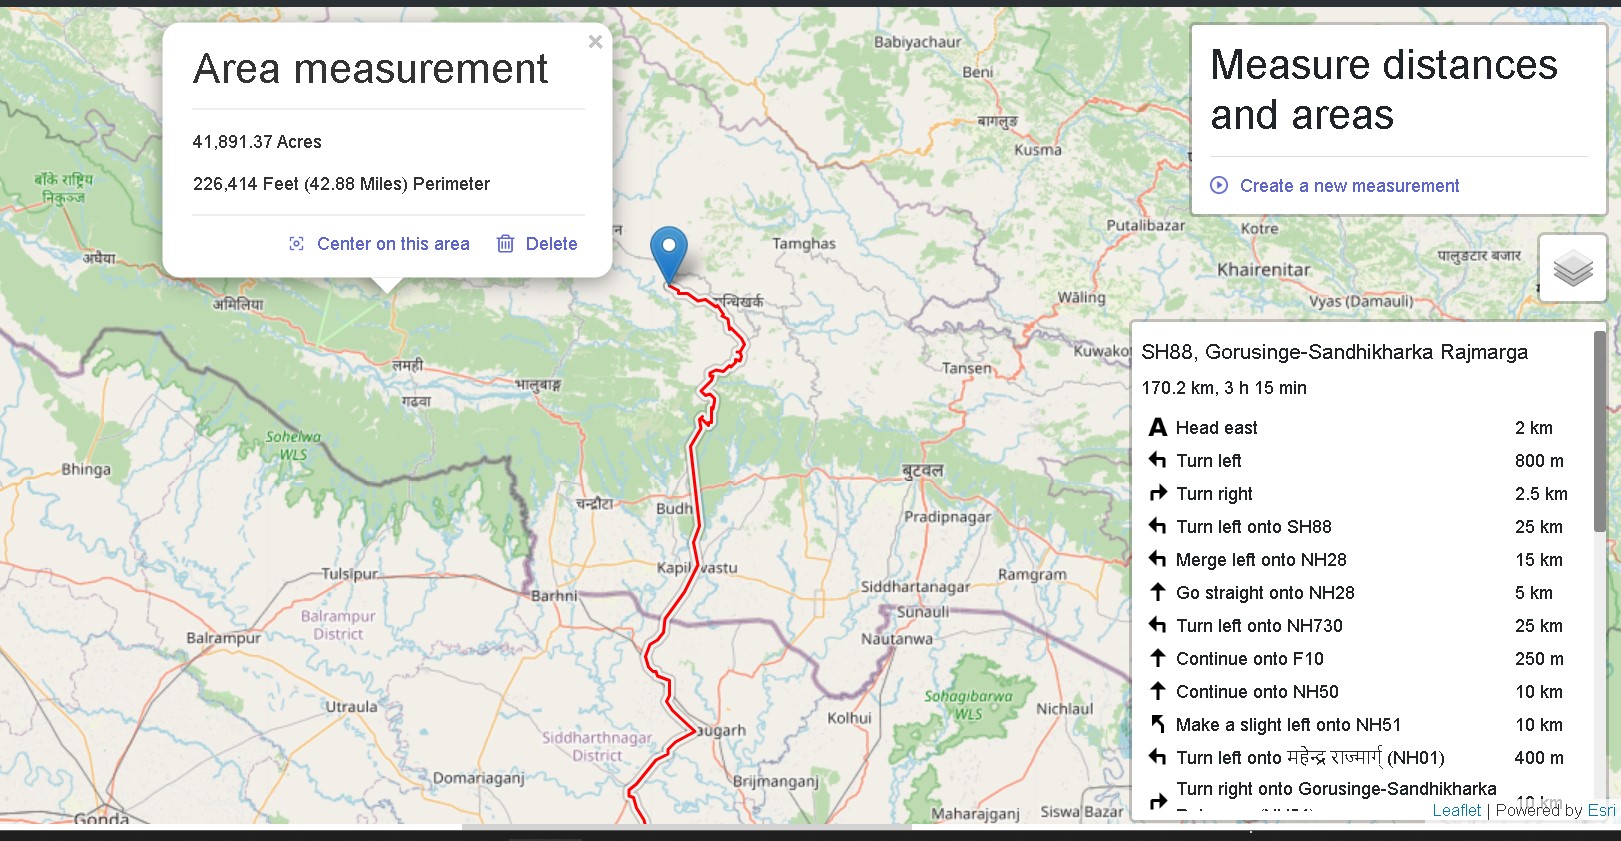 Area measurement
×
41,891.37 Acres
226,414 Feet (42.88 Miles) Perimeter
Center on this area
Delete
Measure distances
and areas
Create a new measurement
Babiyachaur
Beni
बागलुङ
Kusma
बाँके राष्ट्रिय
निकुञ्ज
Putalibazar
Kotre
Tamghas
पालुङटार बजार
अघैया
Khairenitar
Wāling
Vyas (Damauli)
अमिलिया
SH88, Gorusinge-Sandhikharka Rajmarga
170.2 km, 3 h 15 min
Head east 2 km
Turn left 800 m
Turn right 2.5 km
Turn left onto SH88 25 km
Merge left onto NH28 15 km
Go straight onto NH28 5 km
Turn left onto NH730 25 km
Continue onto F10 250 m
Continue onto NH50 10 km
Make a slight left onto NH51 10 km
Turn left onto महेन्द्र राज्मार्ग् (NH01) 400 m
Turn right onto Gorusinge-Sandhikharka
10 km
लमही
गढवा
भालुबाङ्ग
Tansen
Sohelwa
WLS
Bhinga
बुटवल
चन्द्रौटा
Budh
Pradipnagar
Tulsipur
Kapil
vastu
Barhni
Siddhartanagar
Ramgram
Sunauli
Balrampur
District
Balrampur
Nautanwa
Utraula
Sohagibarwa
WLS
Kolhui
Nichlaul
augarh
Siddharthnagar
District
Domariaganj
Brijmanganj
Gonda
Maharajganj
Siswa Bazar
Leaflet | Powered by Esri